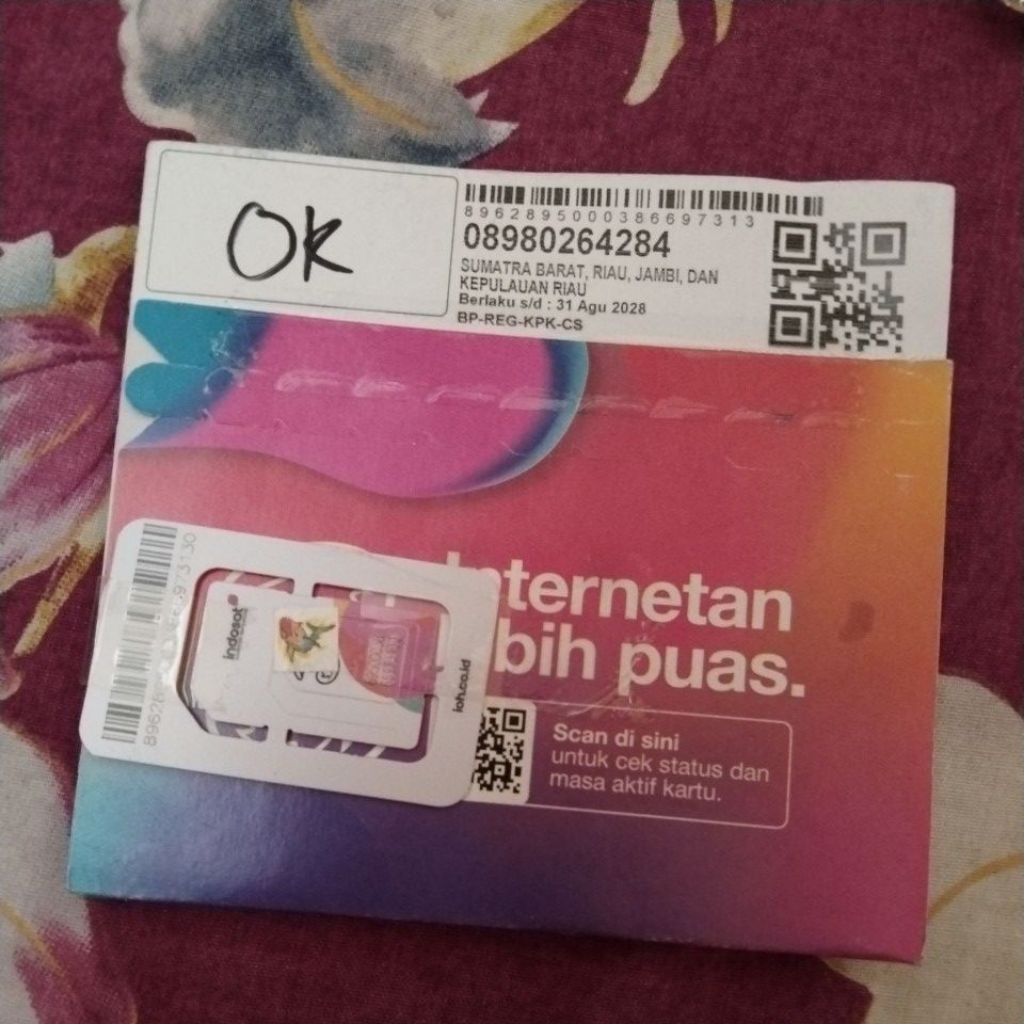 OK
8962895000386697313
08980264284
SUMATRA BARAT, RIAU, JAMBI, DAN
KEPULAUAN RIAU
Berlaku s/d : 31 Agu 2028
BP-REG-KPK-CS
Internetan
bih puas.
indosat
ioh.co.id
Scan di sini
untuk cek status dan
masa aktif kartu.